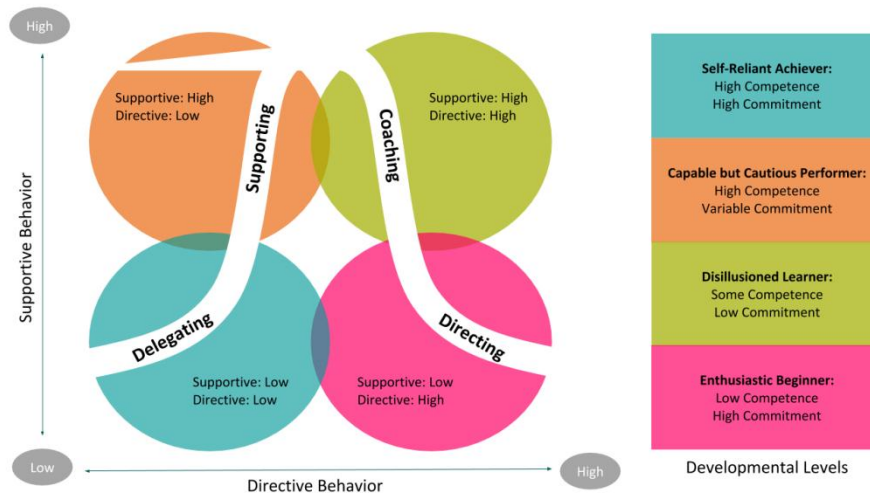 High
Supportive Behavior
Supportive: High
Directive: Low
Supporting
Supportive: High
Directive: High
Coaching
Delegating
Supportive: Low
Directive: Low
Directing
Supportive: Low
Directive: High
Low
Directive Behavior
High
Self-Reliant Achiever:
High Competence
High Commitment
Capable but Cautious Performer:
High Competence
Variable Commitment
Disillusioned Learner:
Some Competence
Low Commitment
Enthusiastic Beginner:
Low Competence
High Commitment
Developmental Levels